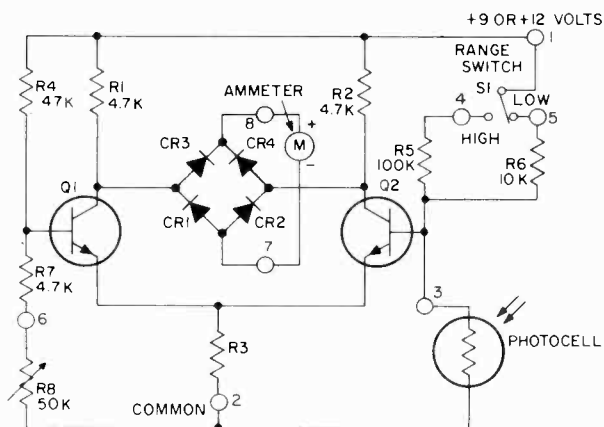 +9 OR +12 VOLTS
1
RANGE
SWITCH
S1
4
LOW
5
HIGH
R4
47K
R1
4.7K
R2
4.7K
AMMETER
8
+
M
-
CR3
CR4
CR1
CR2
7
R5
100K
R6
10K
Q1
Q2
R7
4.7K
6
R8
50K
R3
COMMON
2
3
PHOTOCELL